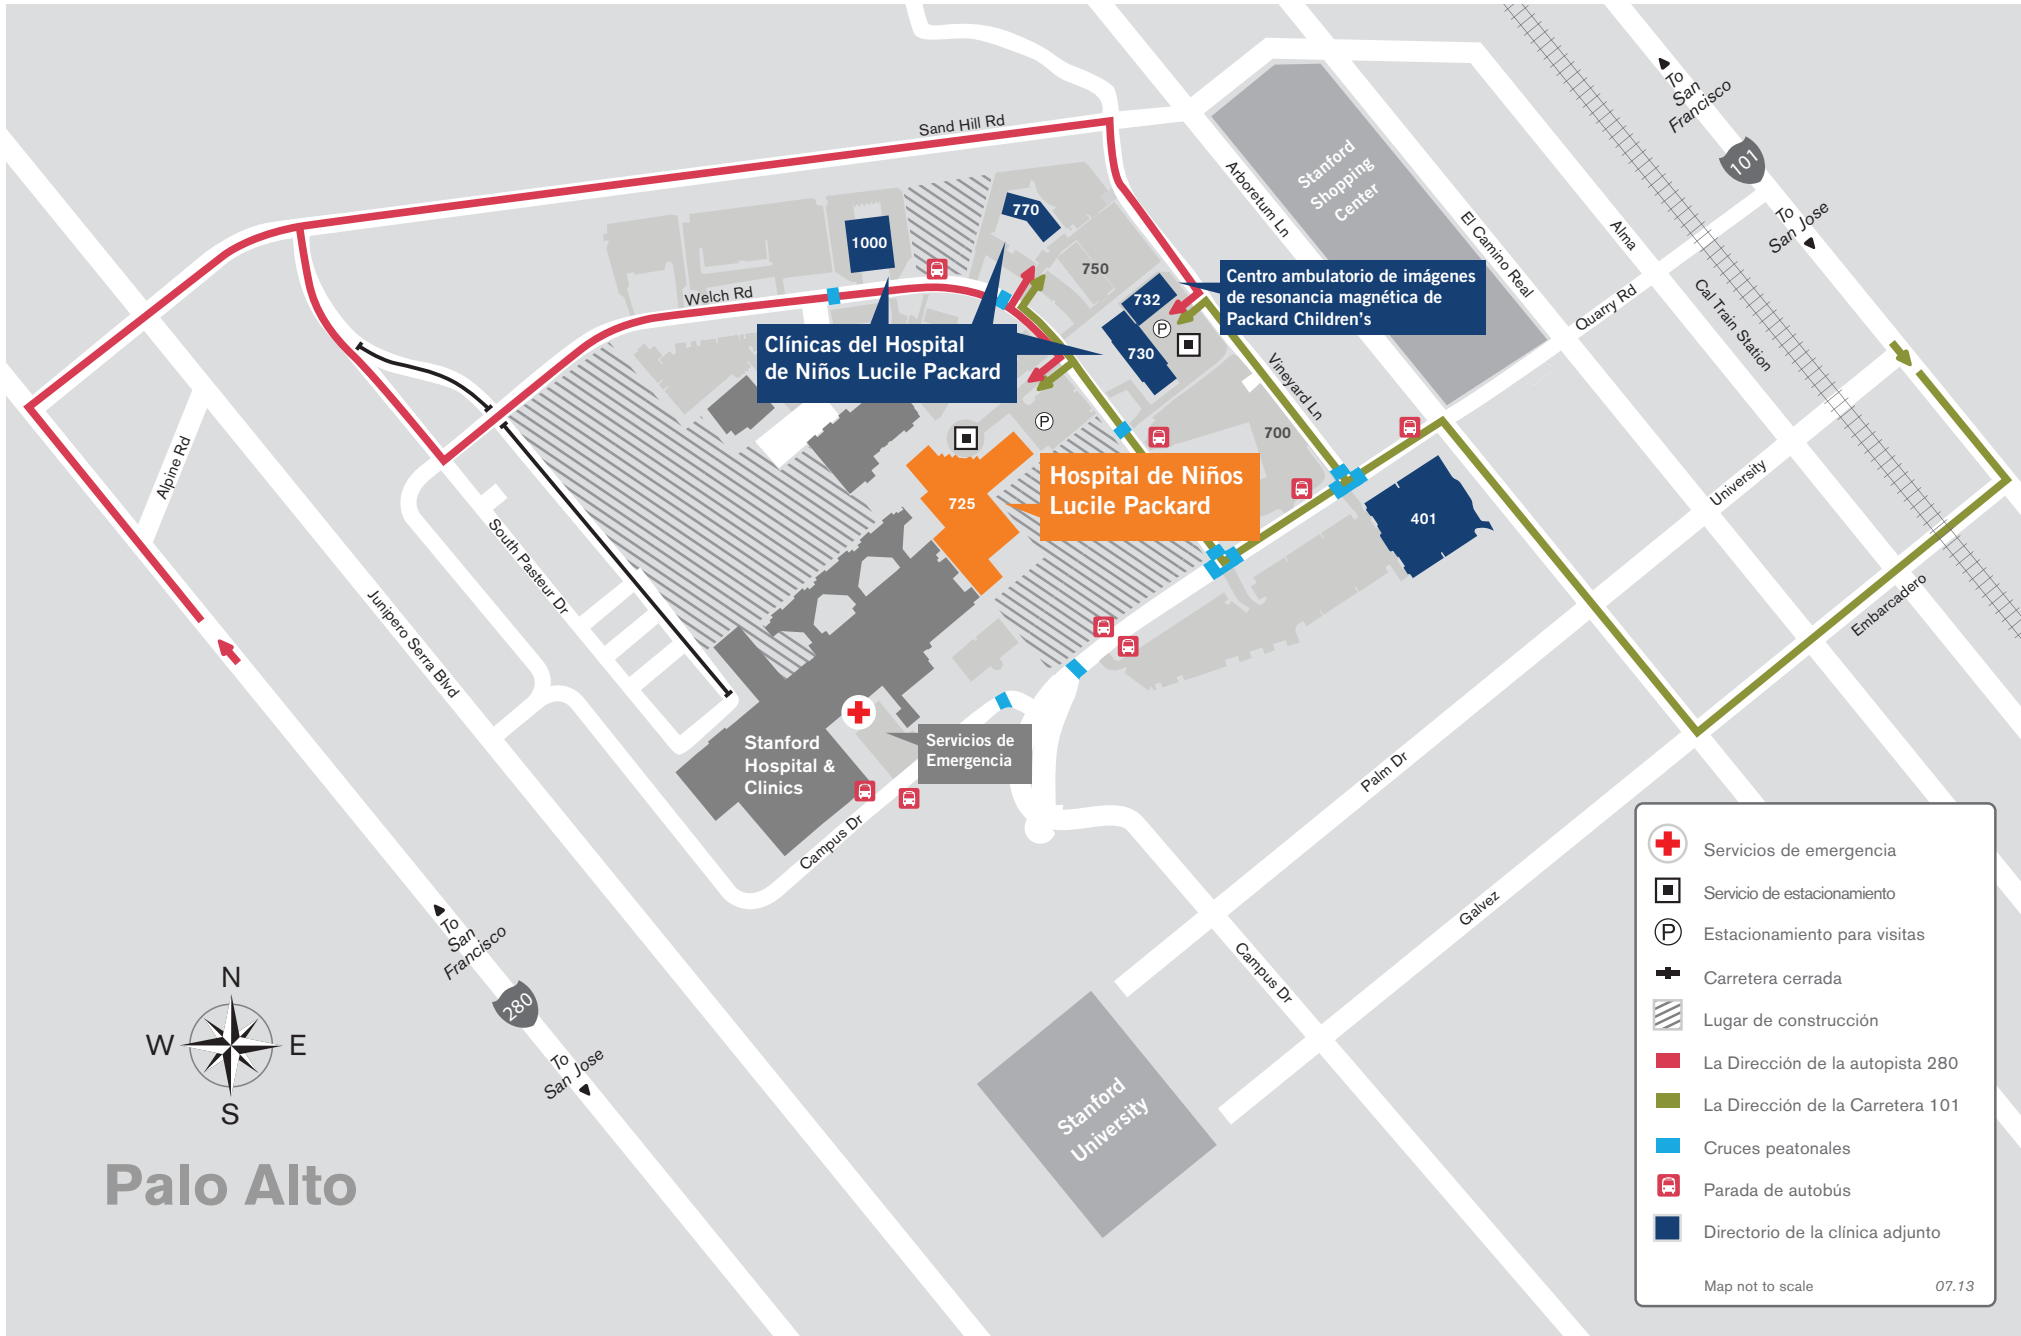 To
San
Francisco
101
To
San Jose
Sand Hill Rd
Stanford
Shopping
Center
Arboretum Ln
El Camino Real
Alma
Cal Train Station
Quarry Rd
770
1000
750
732
730
Welch Rd
Centro ambulatorio de imágenes
de resonancia magnética de
Packard Children's
Clínicas del Hospital
de Niños Lucile Packard
P
P
Vineyard Ln
700
Alpine Rd
Hospital de Niños
Lucile Packard
725
401
University
South Pasteur Dr
Junipero Serra Blvd
Embarcadero
Stanford
Hospital &
Clinics
Servicios de
Emergencia
Campus Dr
Palm Dr
Galvez
Campus Dr
To
San
Francisco
280
To
San Jose
N
W
E
S
Palo Alto
Stanford
University
Servicios de emergencia
Servicio de estacionamiento
P
Estacionamiento para visitas
Carretera cerrada
Lugar de construcción
La Dirección de la autopista 280
La Dirección de la Carretera 101
Cruces peatonales
Parada de autobús
Directorio de la clínica adjunto
Map not to scale
07.13